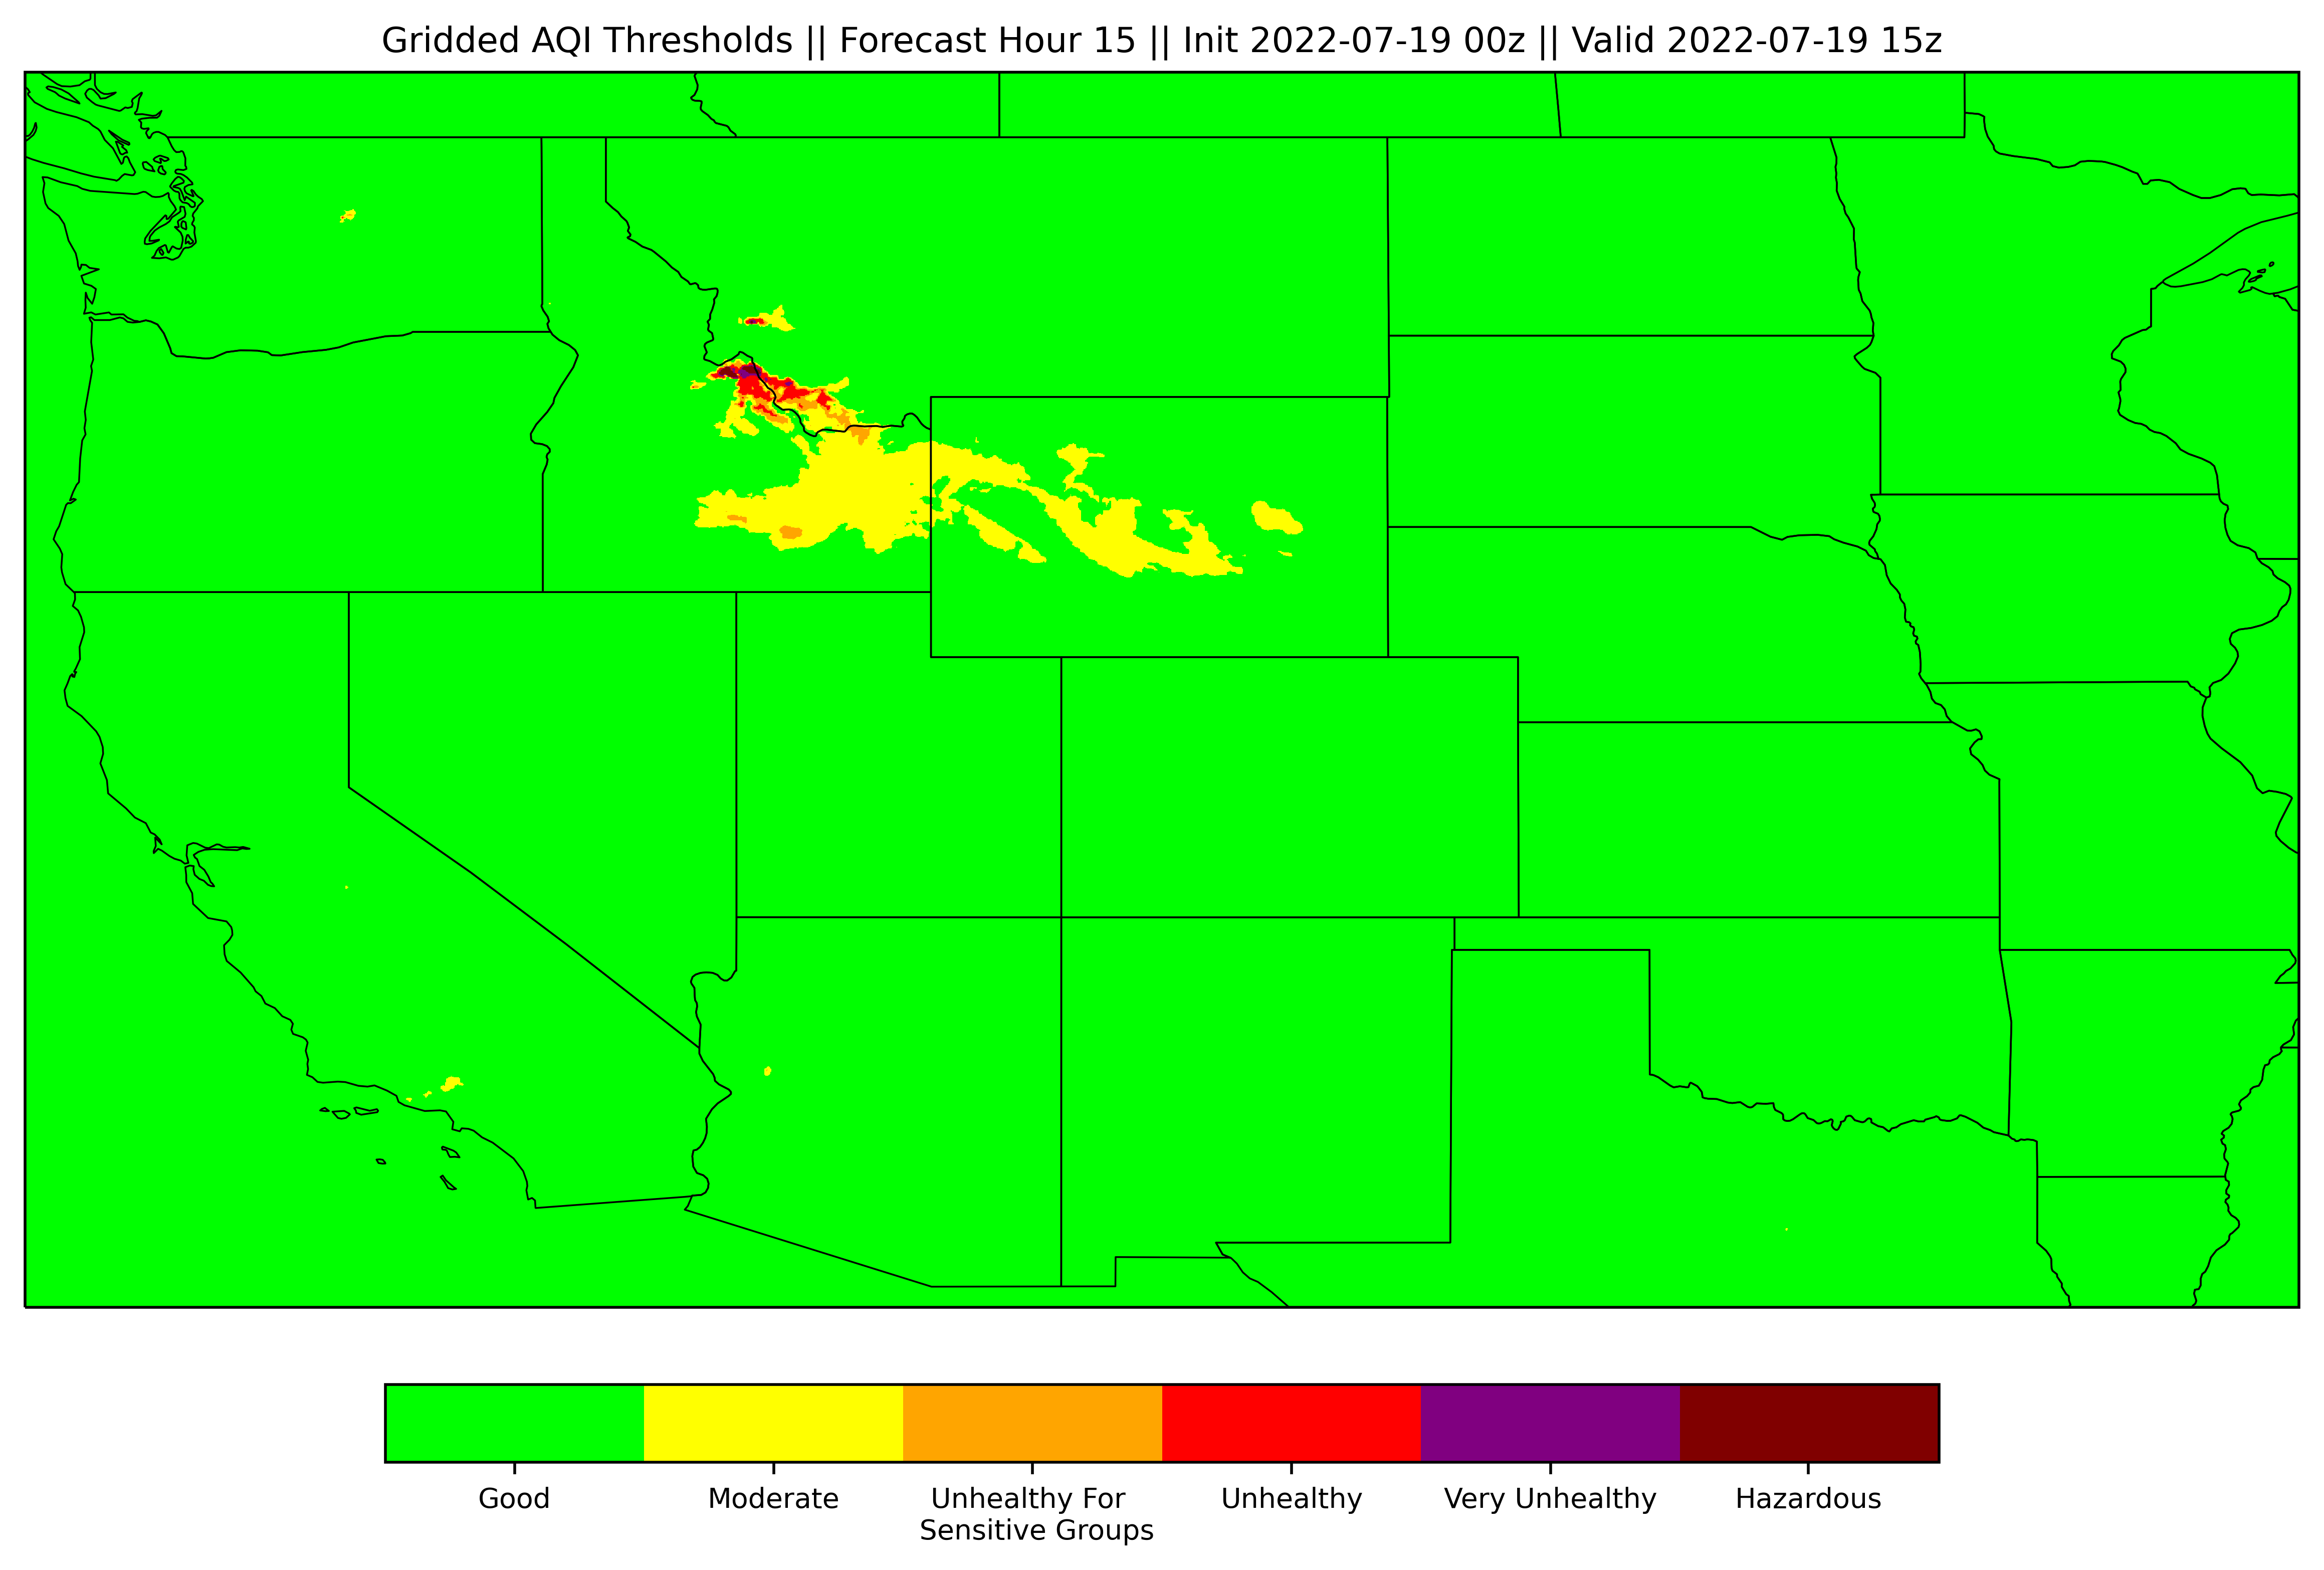 Gridded AQI Thresholds || Forecast Hour 15 || Init 2022-07-19 00z || Valid 2022-07-19 15z
Good
Moderate
Unhealthy For
Sensitive Groups
Unhealthy
Very Unhealthy
Hazardous